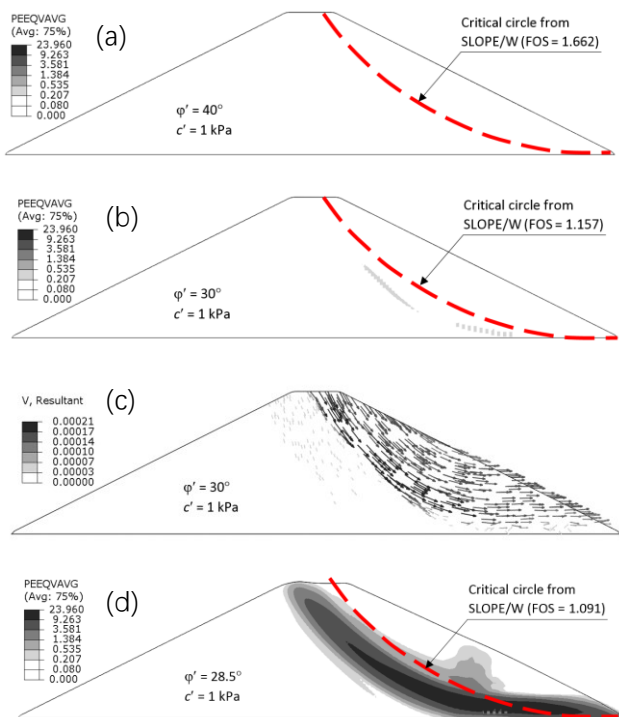 PEEQVAVG
(Avg: 75%)
23.960
9.263
3.581
1.384
0.535
0.207
0.080
0.000
(a)
Critical circle from
SLOPE/W (FOS = 1.662)
φ' = 40°
c' = 1 kPa
PEEQVAVG
(Avg: 75%)
23.960
9.263
3.581
1.384
0.535
0.207
0.080
0.000
(b)
Critical circle from
SLOPE/W (FOS = 1.157)
φ' = 30°
c' = 1 kPa
V, Resultant
0.00021
0.00017
0.00014
0.00010
0.00007
0.00003
0.00000
(c)
φ' = 30°
c' = 1 kPa
PEEQVAVG
(Avg: 75%)
23.960
9.263
3.581
1.384
0.535
0.207
0.080
0.000
(d)
Critical circle from
SLOPE/W (FOS = 1.091)
φ' = 28.5°
c' = 1 kPa